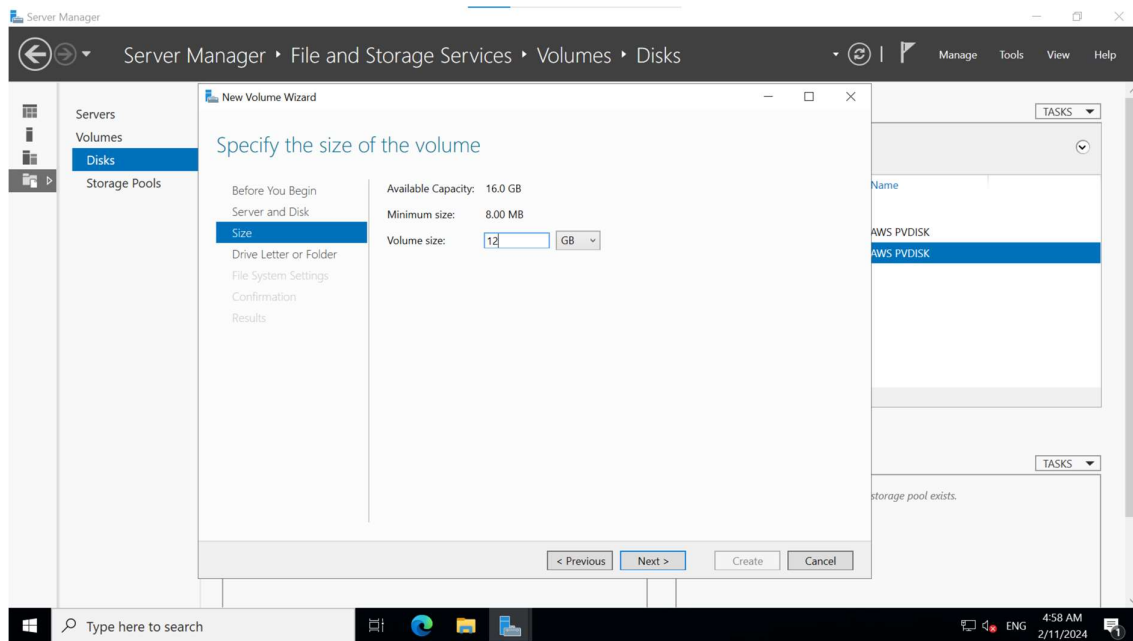 Server Manager
Server Manager ‣ File and Storage Services ‣ Volumes ‣ Disks
Manage Tools View Help
Servers
Volumes
Disks
Storage Pools
TASKS
Name
AWS PVDISK
AWS PVDISK
TASKS
storage pool exists.
New Volume Wizard
Specify the size of the volume
Before You Begin
Server and Disk
Size
Drive Letter or Folder
File System Settings
Confirmation
Results
Available Capacity: 16.0 GB
Minimum size: 8.00 MB
Volume size: 12 GB
< Previous Next > Create Cancel
Type here to search
ENG
4:58 AM
2/11/2024
1